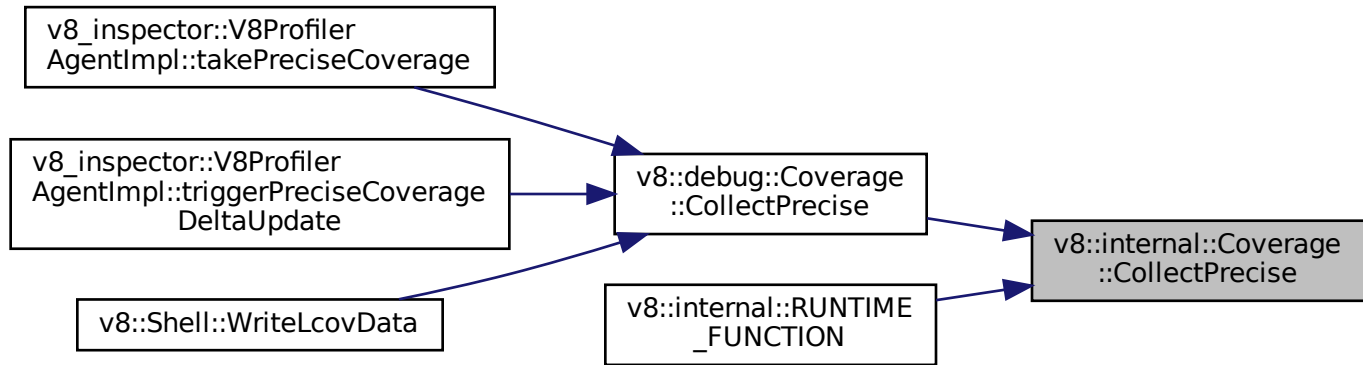 v8_inspector::V8Profiler
AgentImpl::takePreciseCoverage
v8_inspector::V8Profiler
AgentImpl::triggerPreciseCoverage
DeltaUpdate
v8::Shell::WriteLcovData
v8::debug::Coverage
::CollectPrecise
v8::internal::RUNTIME
_FUNCTION
v8::internal::Coverage
::CollectPrecise